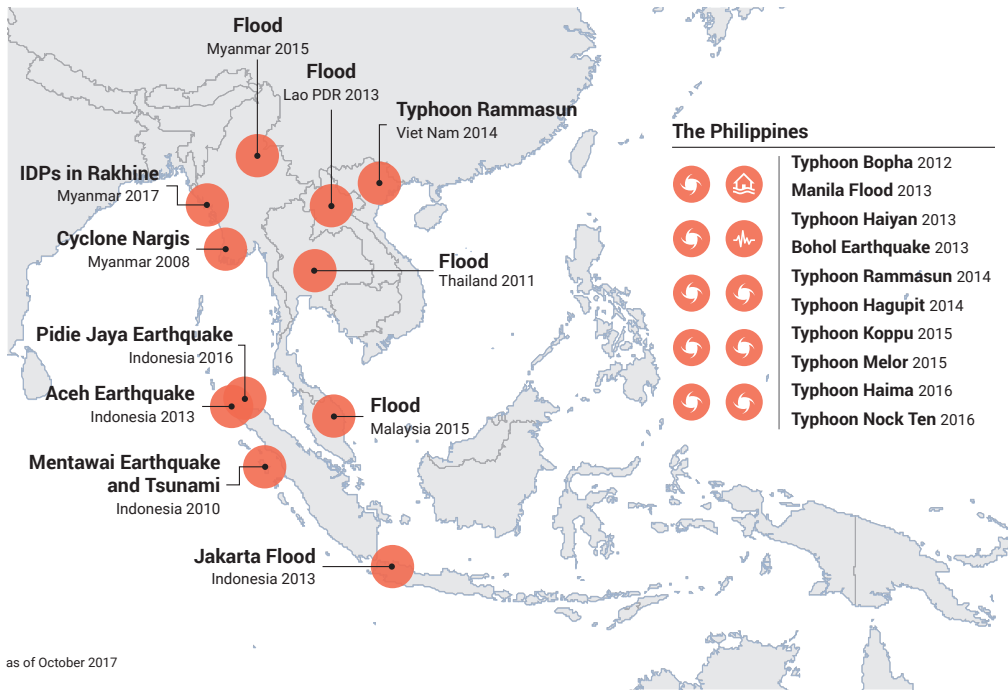 Flood
Myanmar 2015
Flood
Lao PDR 2013
Typhoon Rammasun
Viet Nam 2014
IDPs in Rakhine
Myanmar 2017
Cyclone Nargis
Myanmar 2008
Flood
Thailand 2011
Pidie Jaya Earthquake
Indonesia 2016
Aceh Earthquake
Indonesia 2013
Flood
Malaysia 2015
Mentawai Earthquake
and Tsunami
Indonesia 2010
Jakarta Flood
Indonesia 2013
The Philippines
Typhoon Bopha 2012
Manila Flood 2013
Typhoon Haiyan 2013
Bohol Earthquake 2013
Typhoon Rammasun 2014
Typhoon Hagupit 2014
Typhoon Koppu 2015
Typhoon Melor 2015
Typhoon Haima 2016
Typhoon Nock Ten 2016
as of October 2017